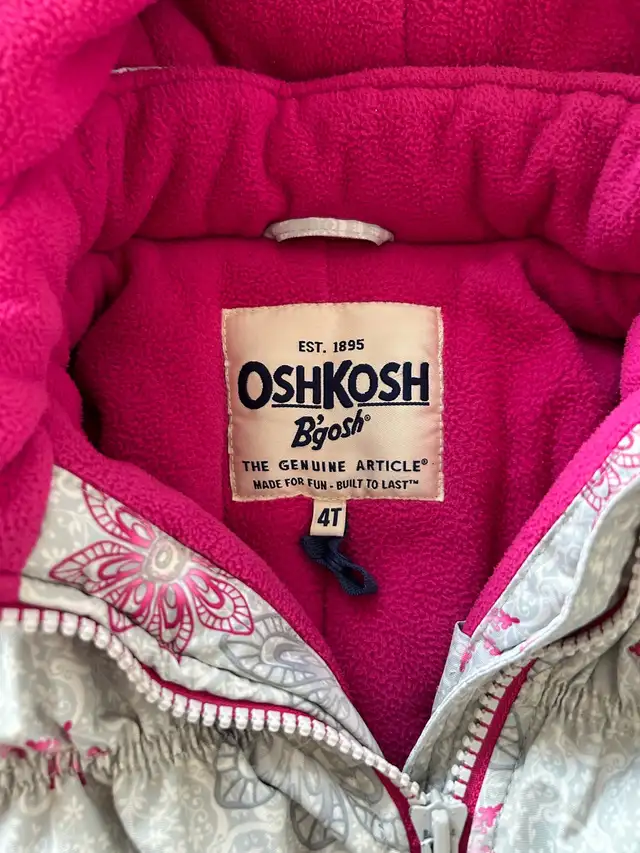 EST. 1895
OSHKOSH
B'gosh®
THE GENUINE ARTICLE®
MADE FOR FUN - BUILT TO LAST™
4T